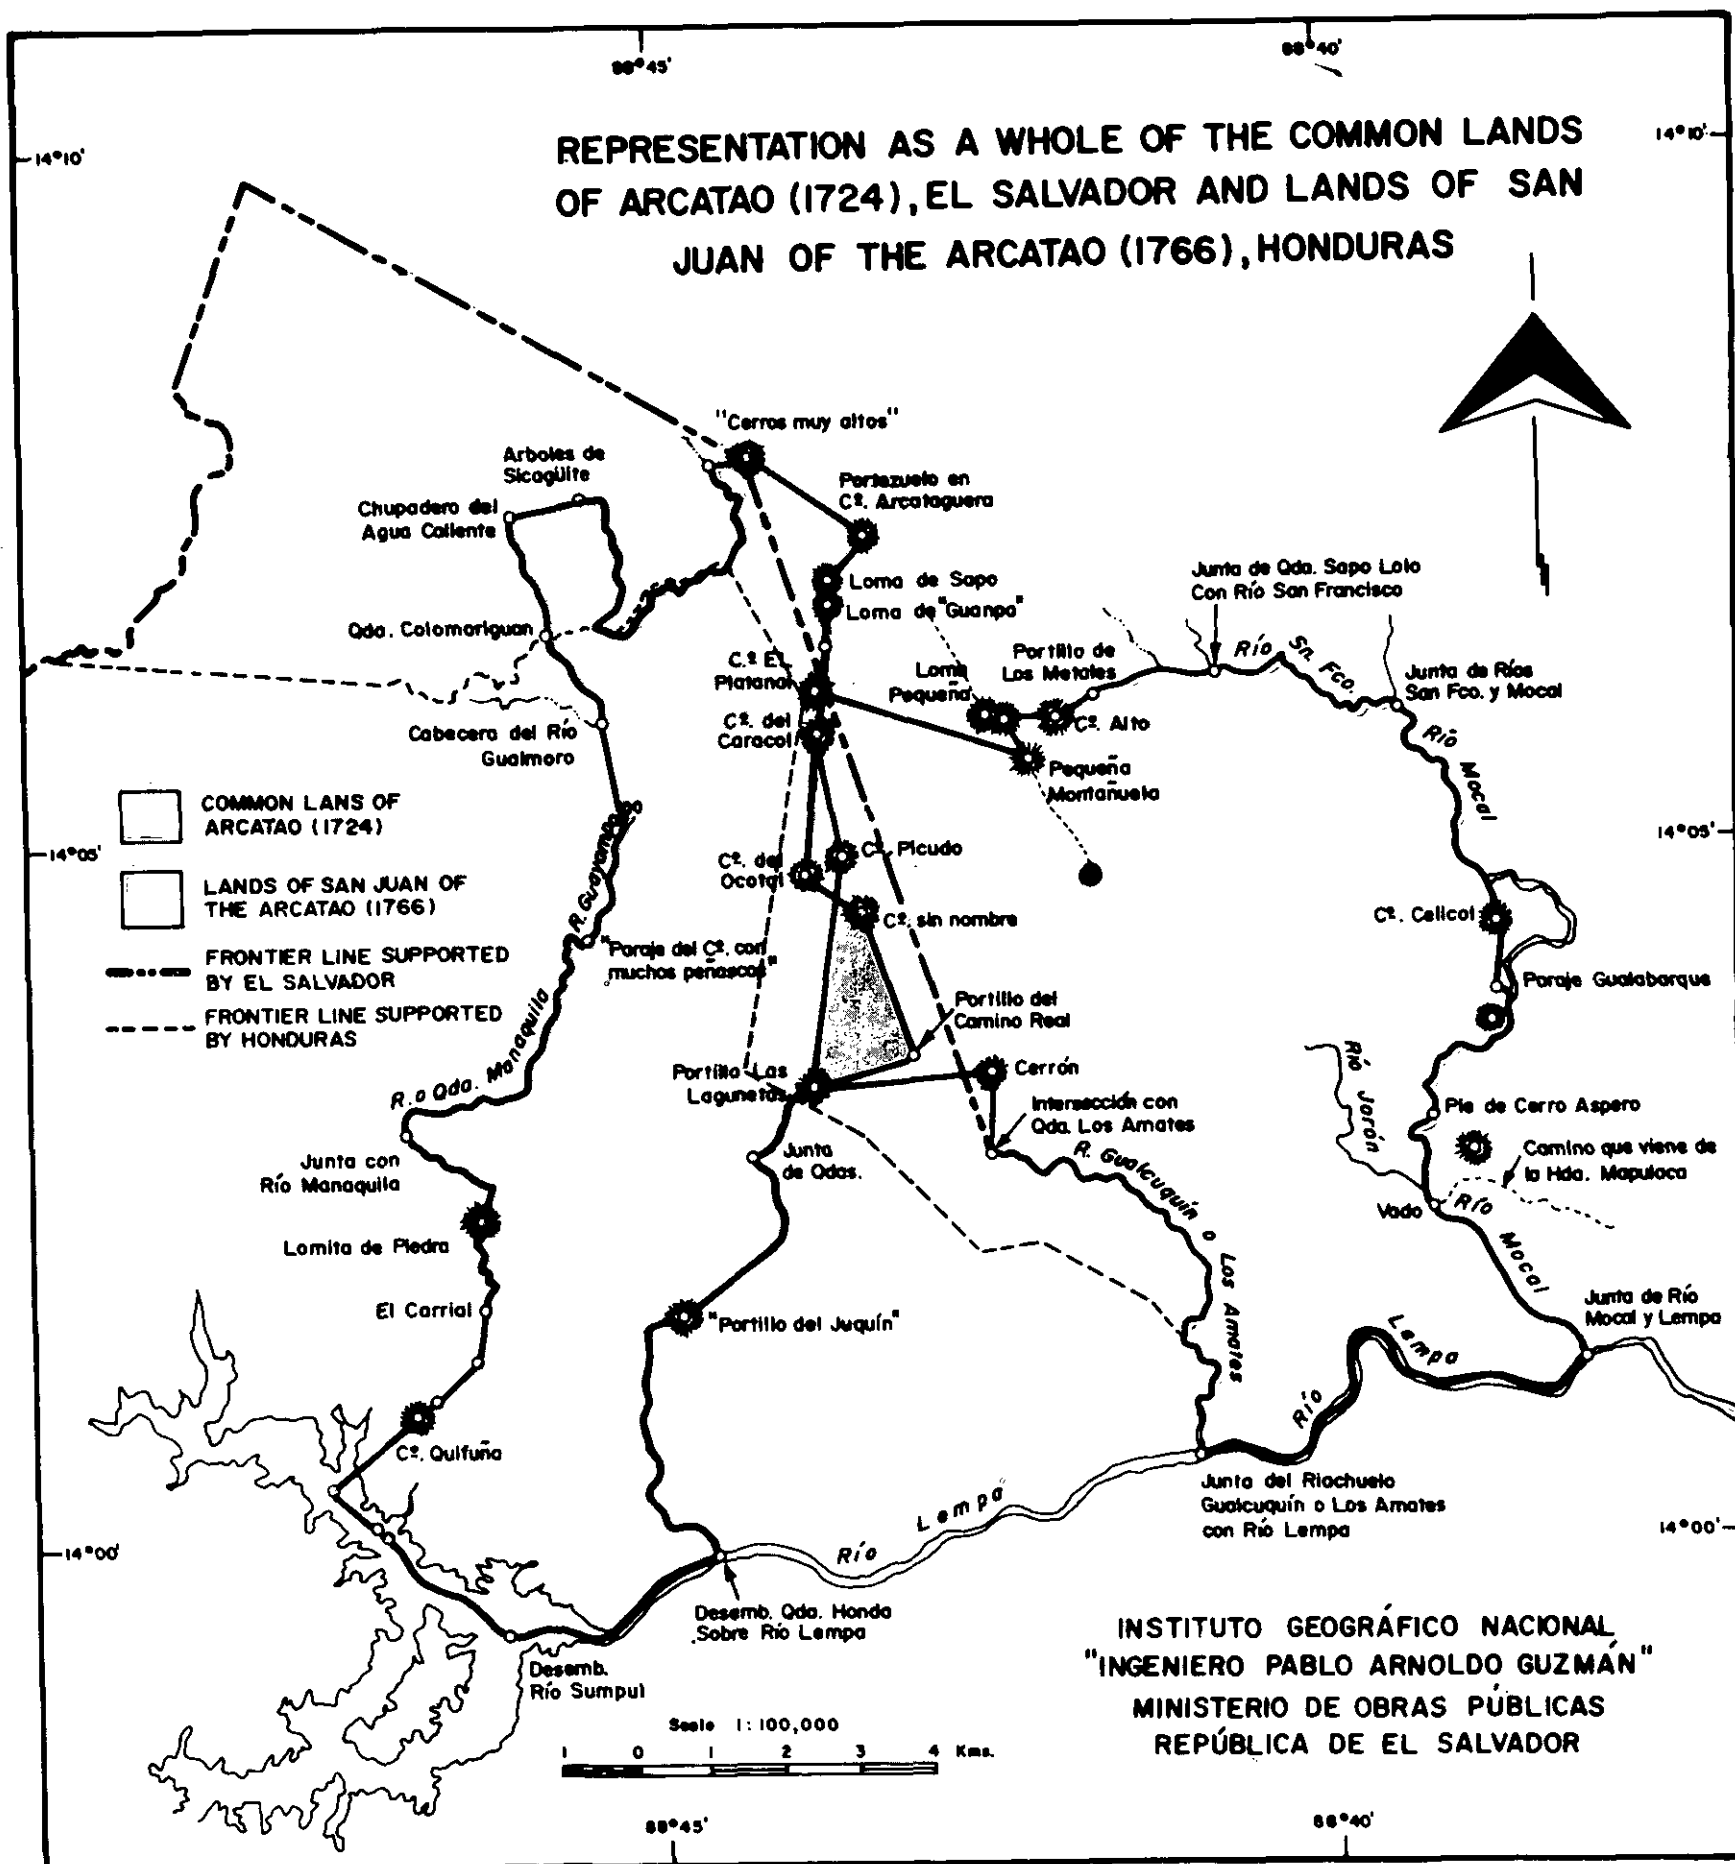 88°45'
88°40'
14°10'
14°10'
REPRESENTATION AS A WHOLE OF THE COMMON LANDS
OF ARCATAO (1724), EL SALVADOR AND LANDS OF SAN
JUAN OF THE ARCATAO (1766), HONDURAS
"Cerros muy altos"
Arboles de
Sicagüite
Portezuelo en
Cº. Arcataguera
Chupadero del
Agua Caliente
Loma de Sapo
Loma de "Guanpa"
Junta de Qda. Sapo Lolo
Con Río San Francisco
Qda. Colomariguan
C.º EL
Platanal
Loma
Pequeña
Portillo de
Los Metales
Río Sn. Fco.
Junta de Ríos
San Fco. y Mocal
Cº. del
Caracol
Cº. Alto
Río Mocal
Cabecera del Río
Gualmoro
Pequeña
Montañuela
COMMON LANS OF
ARCATAO (1724)
14°05'
14°05'
R. Guayampo
Cº. del
Ocotal
Cº. Picudo
LANDS OF SAN JUAN OF
THE ARCATAO (1766)
Cº. sin nombre
Cº. Celicol
FRONTIER LINE SUPPORTED
BY EL SALVADOR
"Paraje del Cº. con
muchos peñascos"
Paraje Gualabarque
FRONTIER LINE SUPPORTED
BY HONDURAS
Portillo del
Camino Real
R. o Qda. Manaquila
Portillo Las
Lagunetas
Cerrón
Río Jorán
Intersección con
Qda. Los Amates
Pie de Cerro Aspero
Junta con
Río Manaquila
Junta
de Qdas.
R. Gualcuquín o Los Amates
Camino que viene de
la Hda. Mapulaca
Vado
Río Mocal
Lomita de Piedra
El Carrial
"Portillo del Juquín"
Junta de Río
Mocal y Lempa
Río Lempa
Cº. Quifuña
Junta del Riachuelo
Gualcuquín o Los Amates
con Río Lempa
Río Lempa
14°00'
14°00'
Desemb. Qda. Honda
Sobre Río Lempa
Desemb.
Río Sumpul
INSTITUTO GEOGRÁFICO NACIONAL
"INGENIERO PABLO ARNOLDO GUZMÁN"
MINISTERIO DE OBRAS PÚBLICAS
REPÚBLICA DE EL SALVADOR
Scale 1:100,000
1 0 1 2 3 4 Kms.
88°45'
88°40'